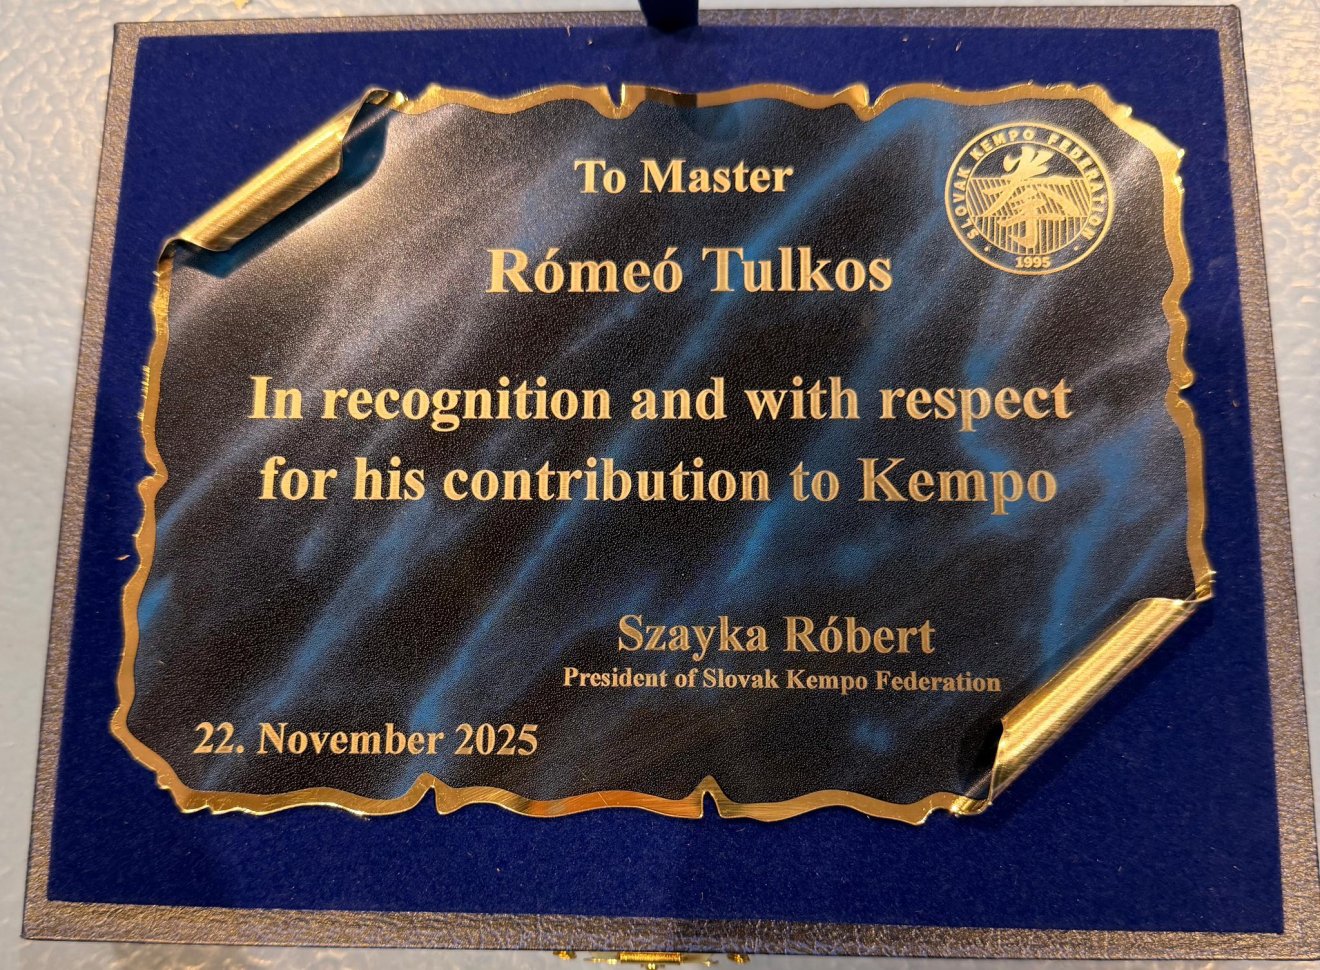 To Master
SLOVAK KEMPO FEDERATION
1995
Rómeó Tulkos
In recognition and with respect
for his contribution to Kempo
Szayka Róbert
President of Slovak Kempo Federation
22. November 2025